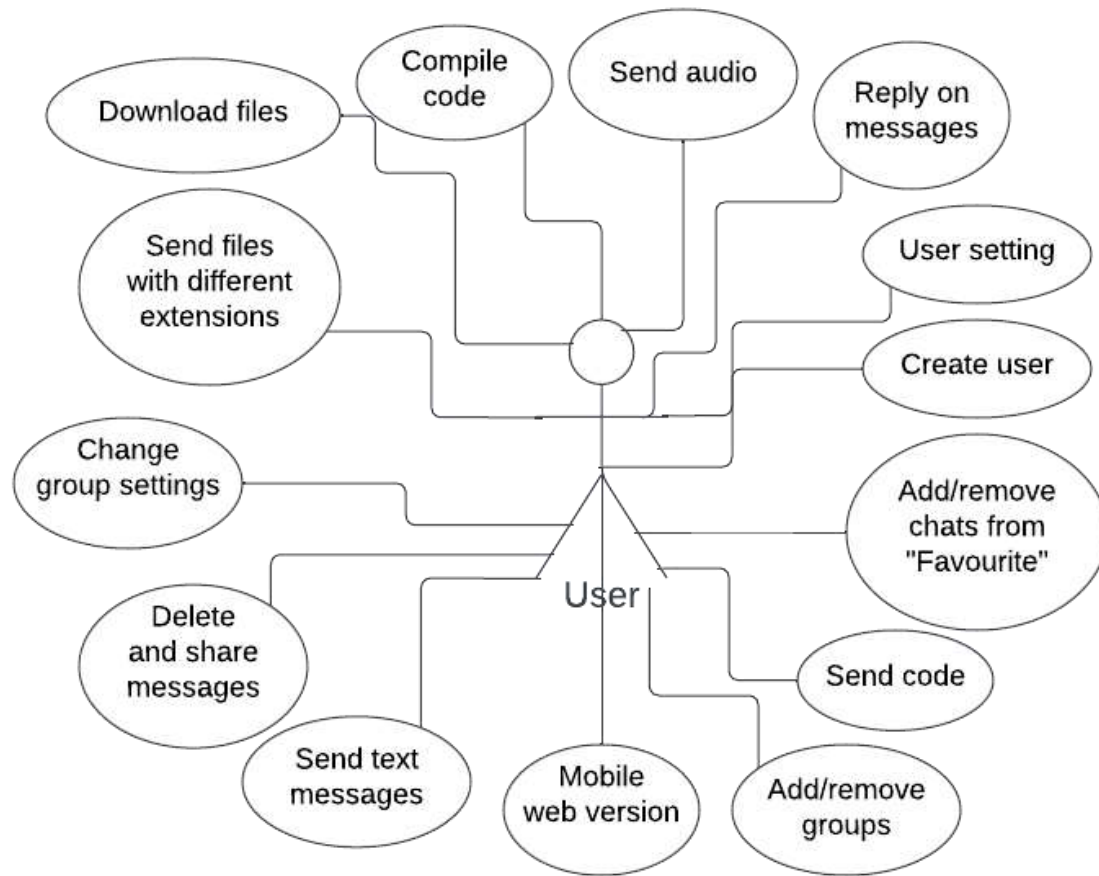 Compile
code
Send audio
Download files
Reply on
messages
Send files
with different
extensions
User setting
Create user
Change
group settings
Add/remove
chats from
"Favourite"
User
Delete
and share
messages
Send code
Send text
messages
Mobile
web version
Add/remove
groups